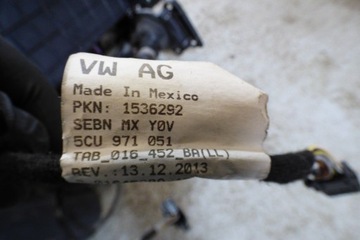 VW AG
Made In Mexico
PKN: 1536292
SEBN MX Y0V
5CU 971 051
TAB_016_452_BA(LL)
REV.:13.12.2013